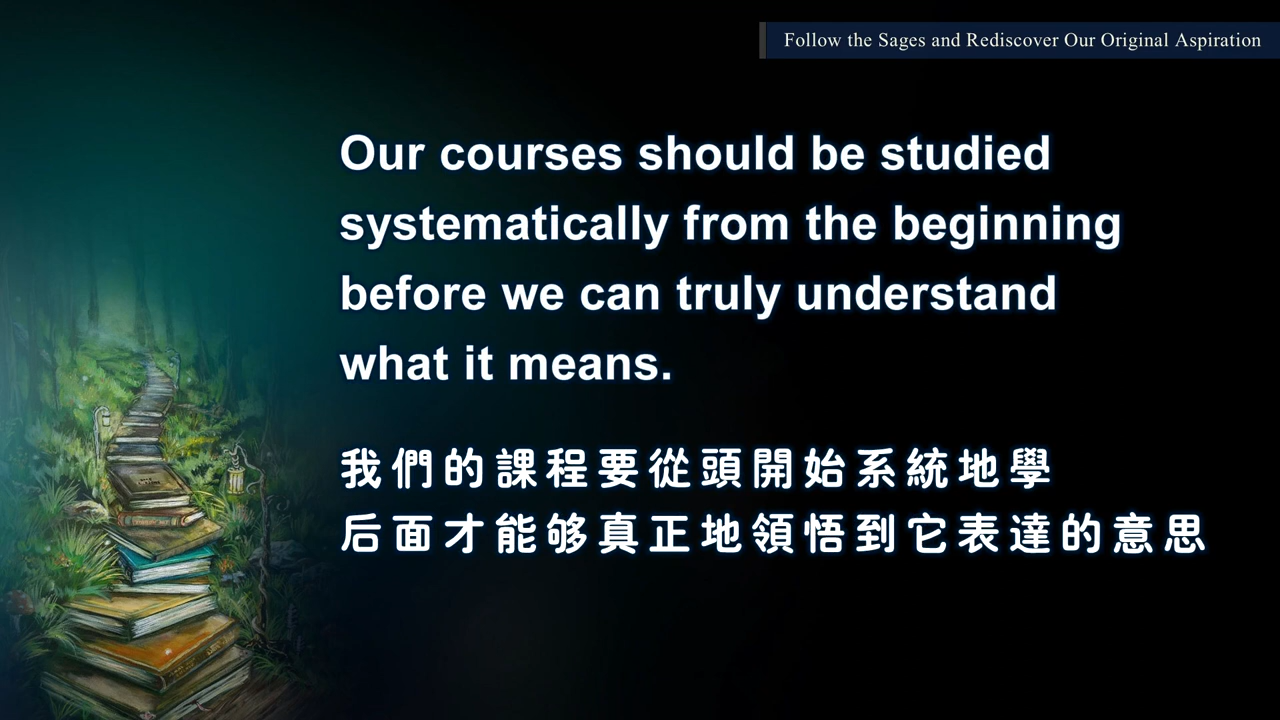 Follow the Sages and Rediscover Our Original Aspiration
Our courses should be studied
systematically from the beginning
before we can truly understand
what it means.
我們的課程要從頭開始系統地學
后面才能够真正地領悟到它表達的意思